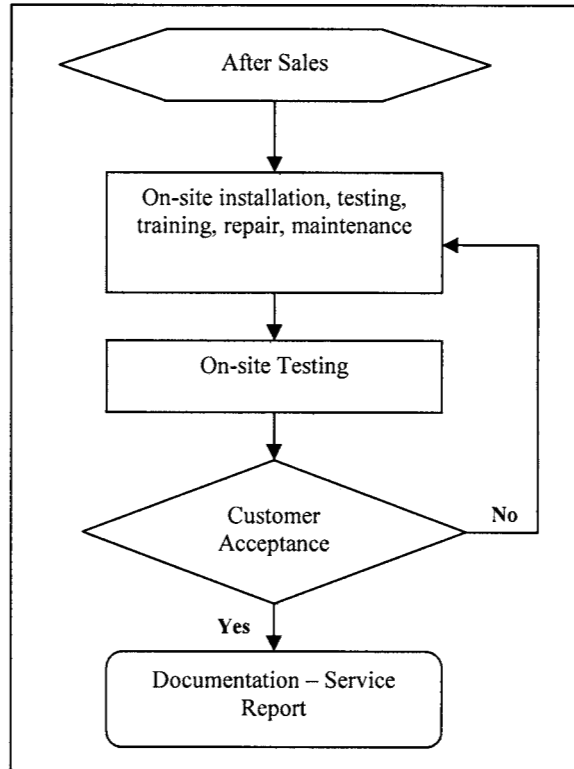 After Sales
On-site installation, testing,
training, repair, maintenance
On-site Testing
Customer
Acceptance
No
Yes
Documentation – Service
Report